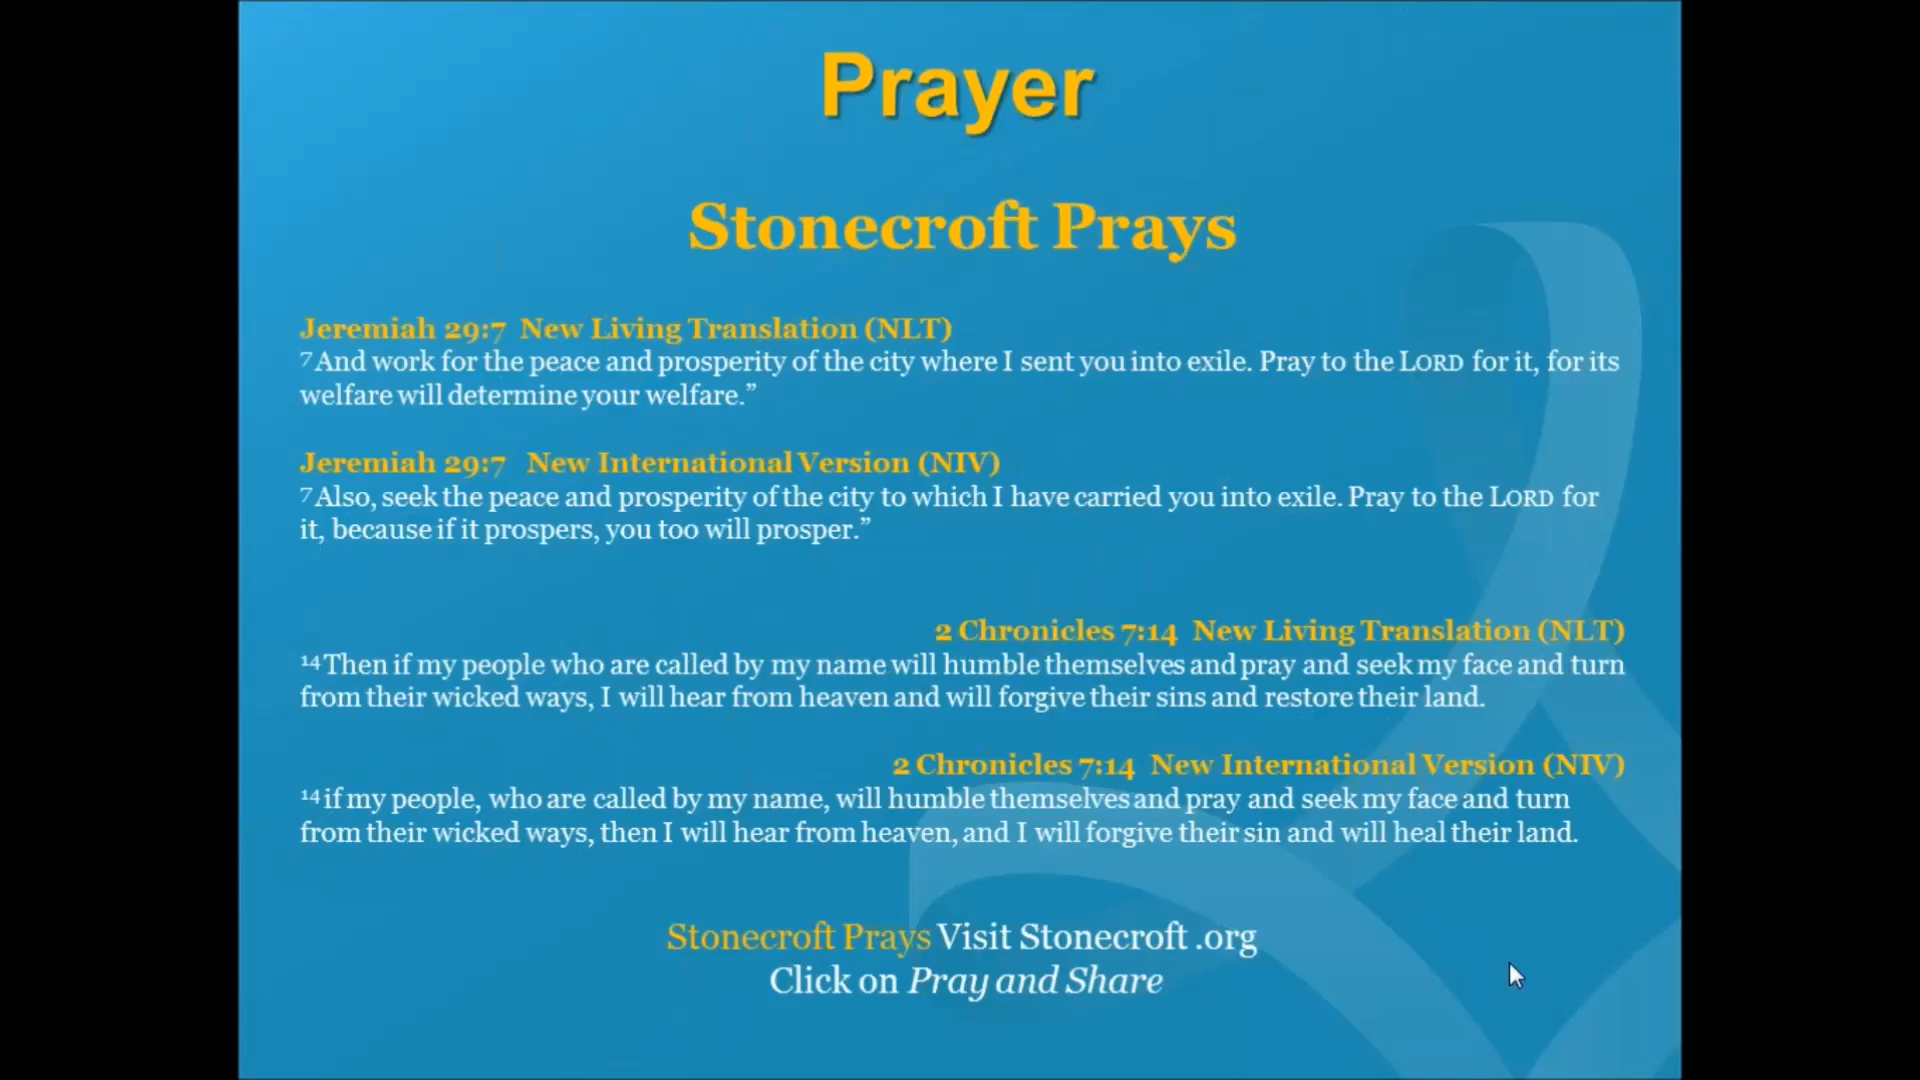 Prayer
Stonecroft Prays
Jeremiah 29:7 New Living Translation (NLT)
7 And work for the peace and prosperity of the city where I sent you into exile. Pray to the LORD for it, for its
welfare will determine your welfare.”
Jeremiah 29:7 New International Version (NIV)
7 Also, seek the peace and prosperity of the city to which I have carried you into exile. Pray to the LORD for
it, because if it prospers, you too will prosper.”
2 Chronicles 7:14 New Living Translation (NLT)
14 Then if my people who are called by my name will humble themselves and pray and seek my face and turn
from their wicked ways, I will hear from heaven and will forgive their sins and restore their land.
2 Chronicles 7:14 New International Version (NIV)
14 if my people, who are called by my name, will humble themselves and pray and seek my face and turn
from their wicked ways, then I will hear from heaven, and I will forgive their sin and will heal their land.
Stonecroft Prays Visit Stonecroft .org
Click on Pray and Share